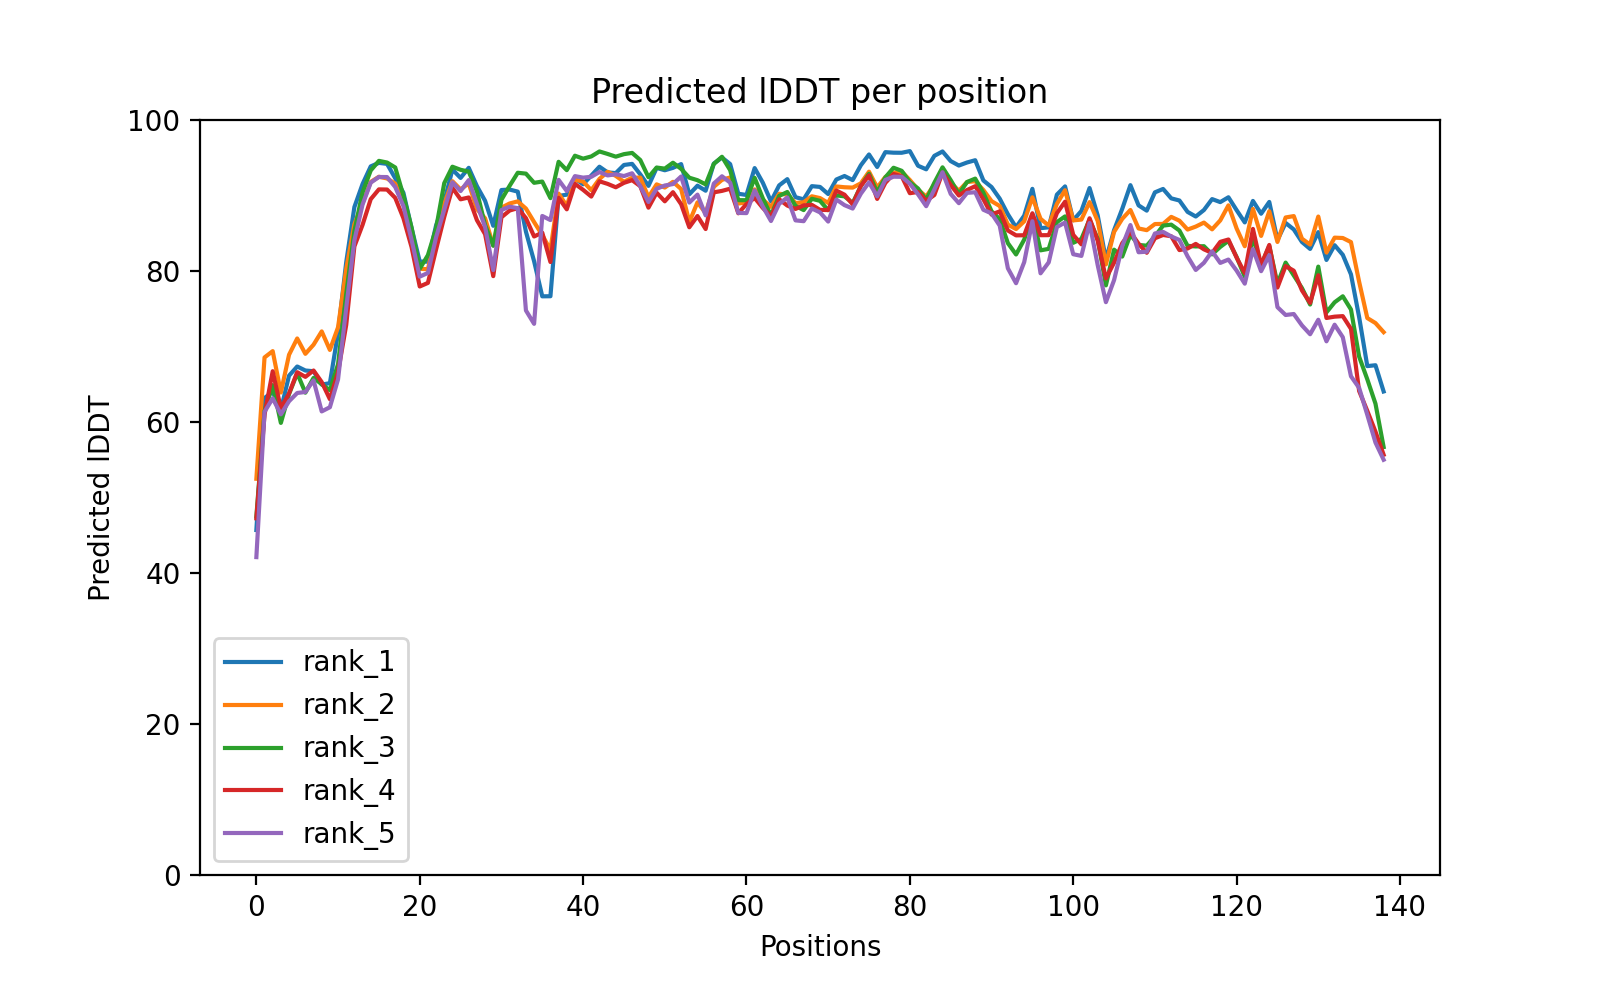 Predicted lDDT per position
100
80
60
40
20
0
Predicted lDDT
rank_1
rank_2
rank_3
rank_4
rank_5
0 20 40 60 80 100 120 140
Positions